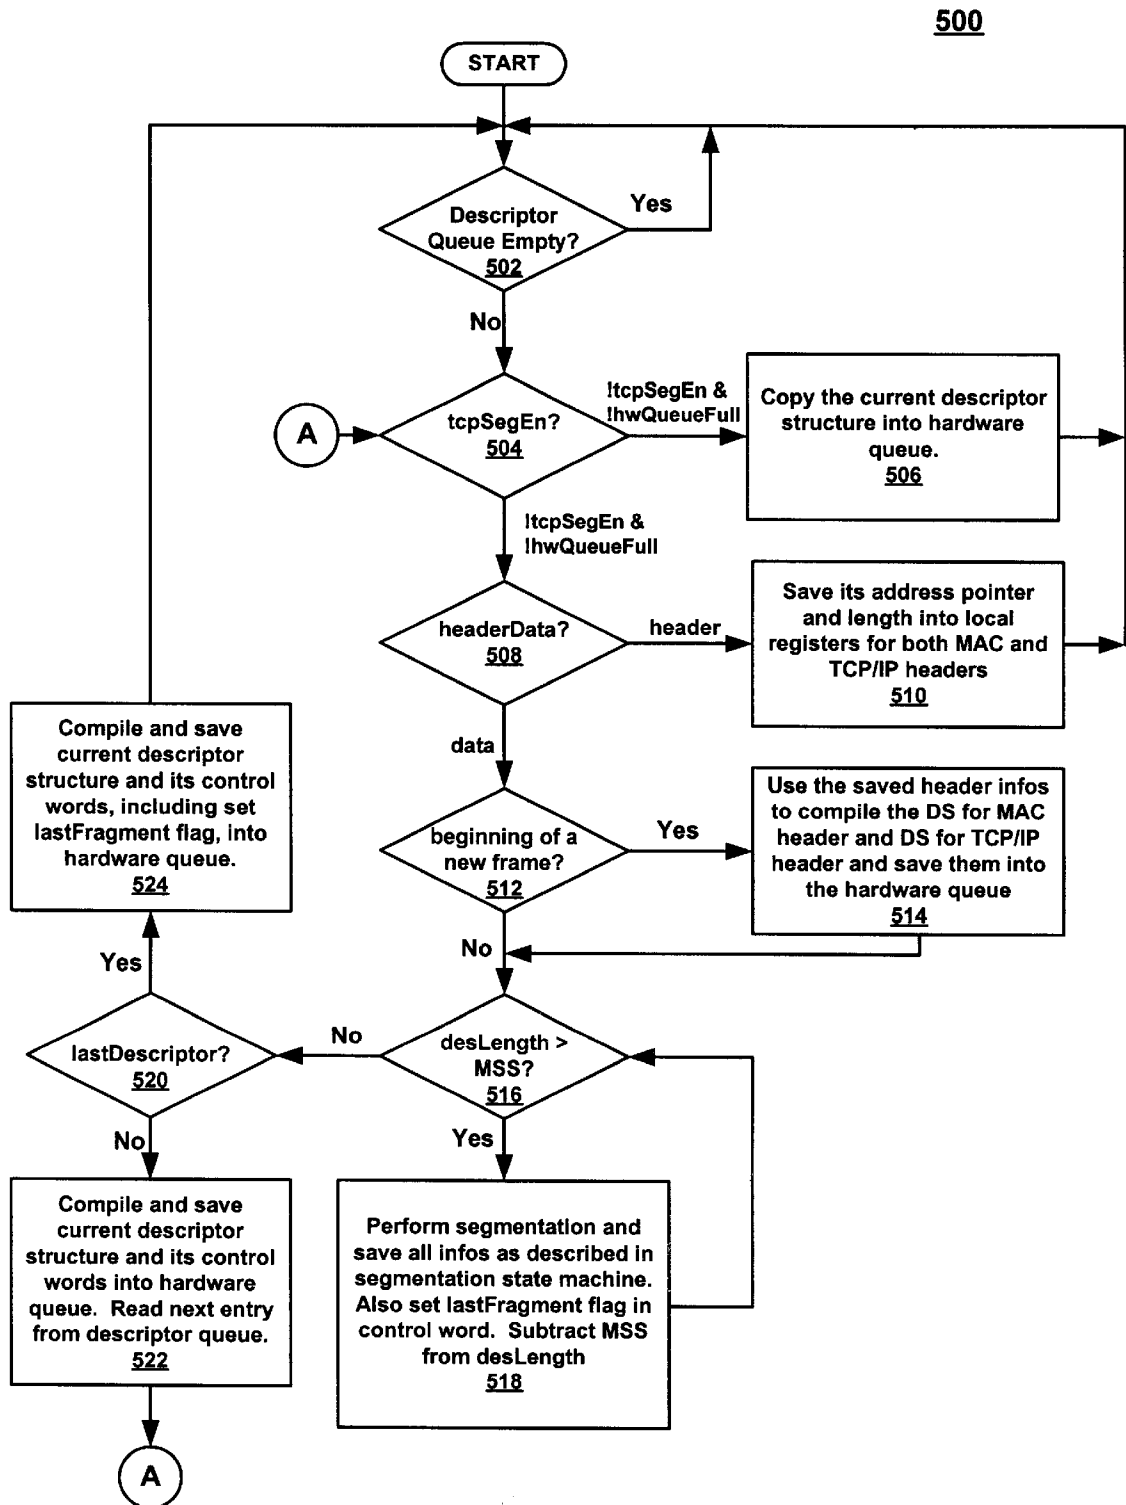 500
START
Descriptor
Queue Empty?
502
Yes
No
A
tcpSegEn?
504
!tcpSegEn &
!hwQueueFull
Copy the current descriptor
structure into hardware
queue.
506
!tcpSegEn &
!hwQueueFull
headerData?
508
header
Save its address pointer
and length into local
registers for both MAC and
TCP/IP headers
510
data
beginning of a
new frame?
512
Yes
Use the saved header infos
to compile the DS for MAC
header and DS for TCP/IP
header and save them into
the hardware queue
514
No
desLength >
MSS?
516
No
Yes
Perform segmentation and
save all infos as described in
segmentation state machine.
Also set lastFragment flag in
control word.  Subtract MSS
from desLength
518
lastDescriptor?
520
Yes
Compile and save
current descriptor
structure and its control
words, including set
lastFragment flag, into
hardware queue.
524
No
Compile and save
current descriptor
structure and its control
words into hardware
queue.  Read next entry
from descriptor queue.
522
A